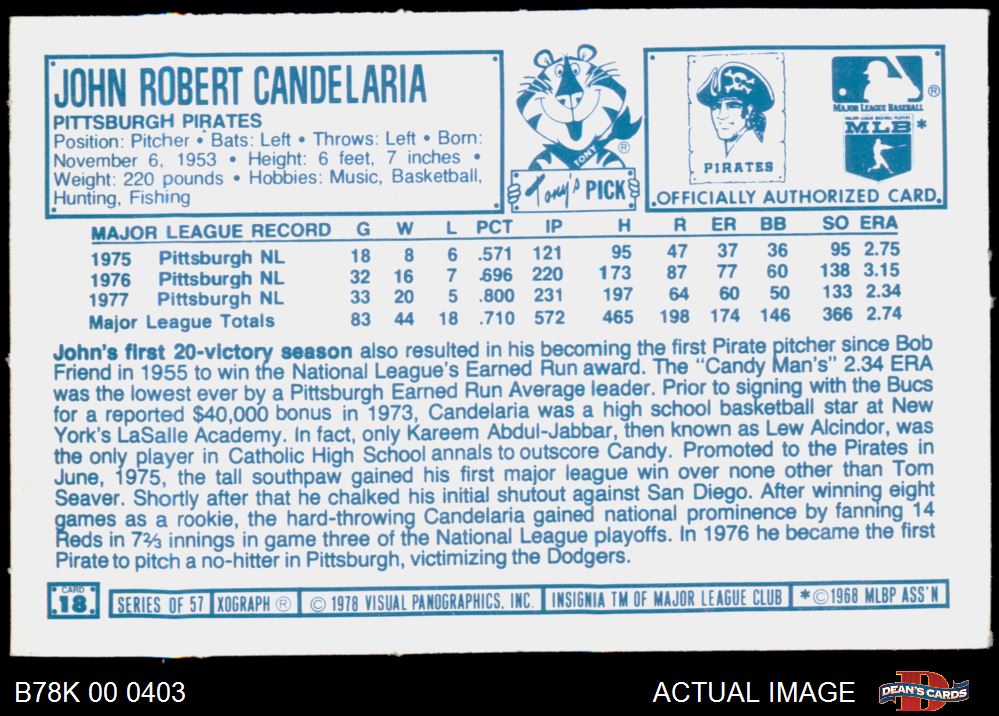 JOHN ROBERT CANDELARIA
PITTSBURGH PIRATES
Position: Pitcher • Bats: Left • Throws: Left • Born:
November 6, 1953 • Height: 6 feet, 7 inches •
Weight: 220 pounds • Hobbies: Music, Basketball,
Hunting, Fishing
TONY
®
Tony's PICK
PIRATES
MAJOR LEAGUE BASEBALL ®
MAJOR LEAGUE BASEBALL PLAYERS
MLB *
OFFICIALLY AUTHORIZED CARD.
MAJOR LEAGUE RECORD G W L PCT IP H R ER BB SO ERA
1975 Pittsburgh NL 18 8 6 .571 121 95 47 37 36 95 2.75
1976 Pittsburgh NL 32 16 7 .696 220 173 87 77 60 138 3.15
1977 Pittsburgh NL 33 20 5 .800 231 197 64 60 50 133 2.34
Major League Totals 83 44 18 .710 572 465 198 174 146 366 2.74
John's first 20-victory season also resulted in his becoming the first Pirate pitcher since Bob
Friend in 1955 to win the National League's Earned Run award. The "Candy Man's" 2.34 ERA
was the lowest ever by a Pittsburgh Earned Run Average leader. Prior to signing with the Bucs
for a reported $40,000 bonus in 1973, Candelaria was a high school basketball star at New
York's LaSalle Academy. In fact, only Kareem Abdul-Jabbar, then known as Lew Alcindor, was
the only player in Catholic High School annals to outscore Candy. Promoted to the Pirates in
June, 1975, the tall southpaw gained his first major league win over none other than Tom
Seaver. Shortly after that he chalked his initial shutout against San Diego. After winning eight
games as a rookie, the hard-throwing Candelaria gained national prominence by fanning 14
Reds in 7⅔ innings in game three of the National League playoffs. In 1976 he became the first
Pirate to pitch a no-hitter in Pittsburgh, victimizing the Dodgers.
CARD
18.
SERIES OF 57 XOGRAPH ® © 1978 VISUAL PANOGRAPHICS, INC. INSIGNIA TM OF MAJOR LEAGUE CLUB *©1968 MLBP ASS'N
B78K 00 0403
ACTUAL IMAGE
DEAN'S CARDS